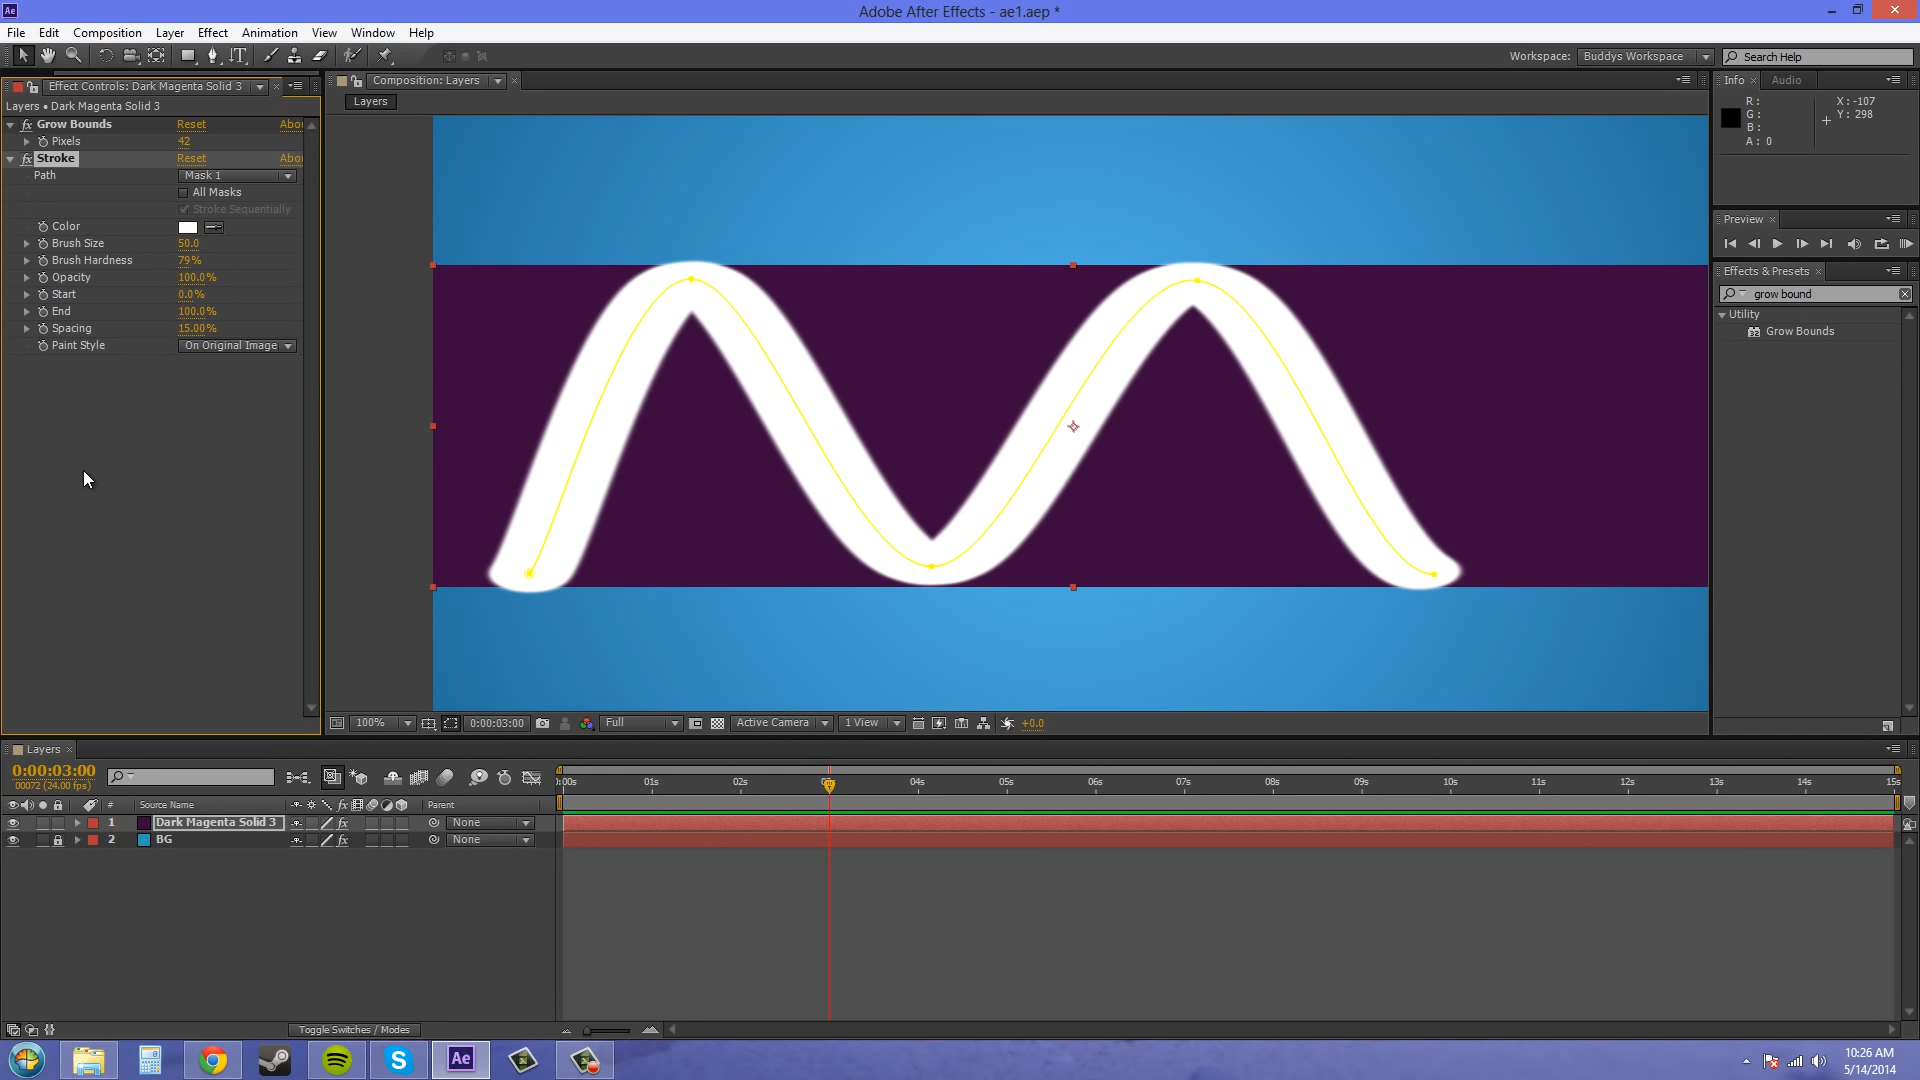 Adobe After Effects - ae1.aep *
File Edit Composition Layer Effect Animation View Window Help
Workspace: Buddys Workspace Search Help
Effect Controls: Dark Magenta Solid 3
Layers • Dark Magenta Solid 3
Grow Bounds Reset Abou
Pixels 42
Stroke Reset Abou
Path Mask 1
All Masks
Stroke Sequentially
Color
Brush Size 50.0
Brush Hardness 79%
Opacity 100.0%
Start 0.0%
End 100.0%
Spacing 15.00%
Paint Style On Original Image
Composition: Layers
Layers
100% 0:00:03:00 Full Active Camera 1 View +0.0
Info Audio
R: X: -107
G: Y: 298
B:
A: 0
Preview
Effects & Presets
grow bound
Utility
Grow Bounds
Layers
0:00:03:00
00072 (24.00 fps)
:00s 01s 02s 04s 05s 06s 07s 08s 09s 10s 11s 12s 13s 14s 15s
# Source Name fx Parent
1 Dark Magenta Solid 3 fx None
2 BG fx None
Toggle Switches / Modes
10:26 AM
5/14/2014